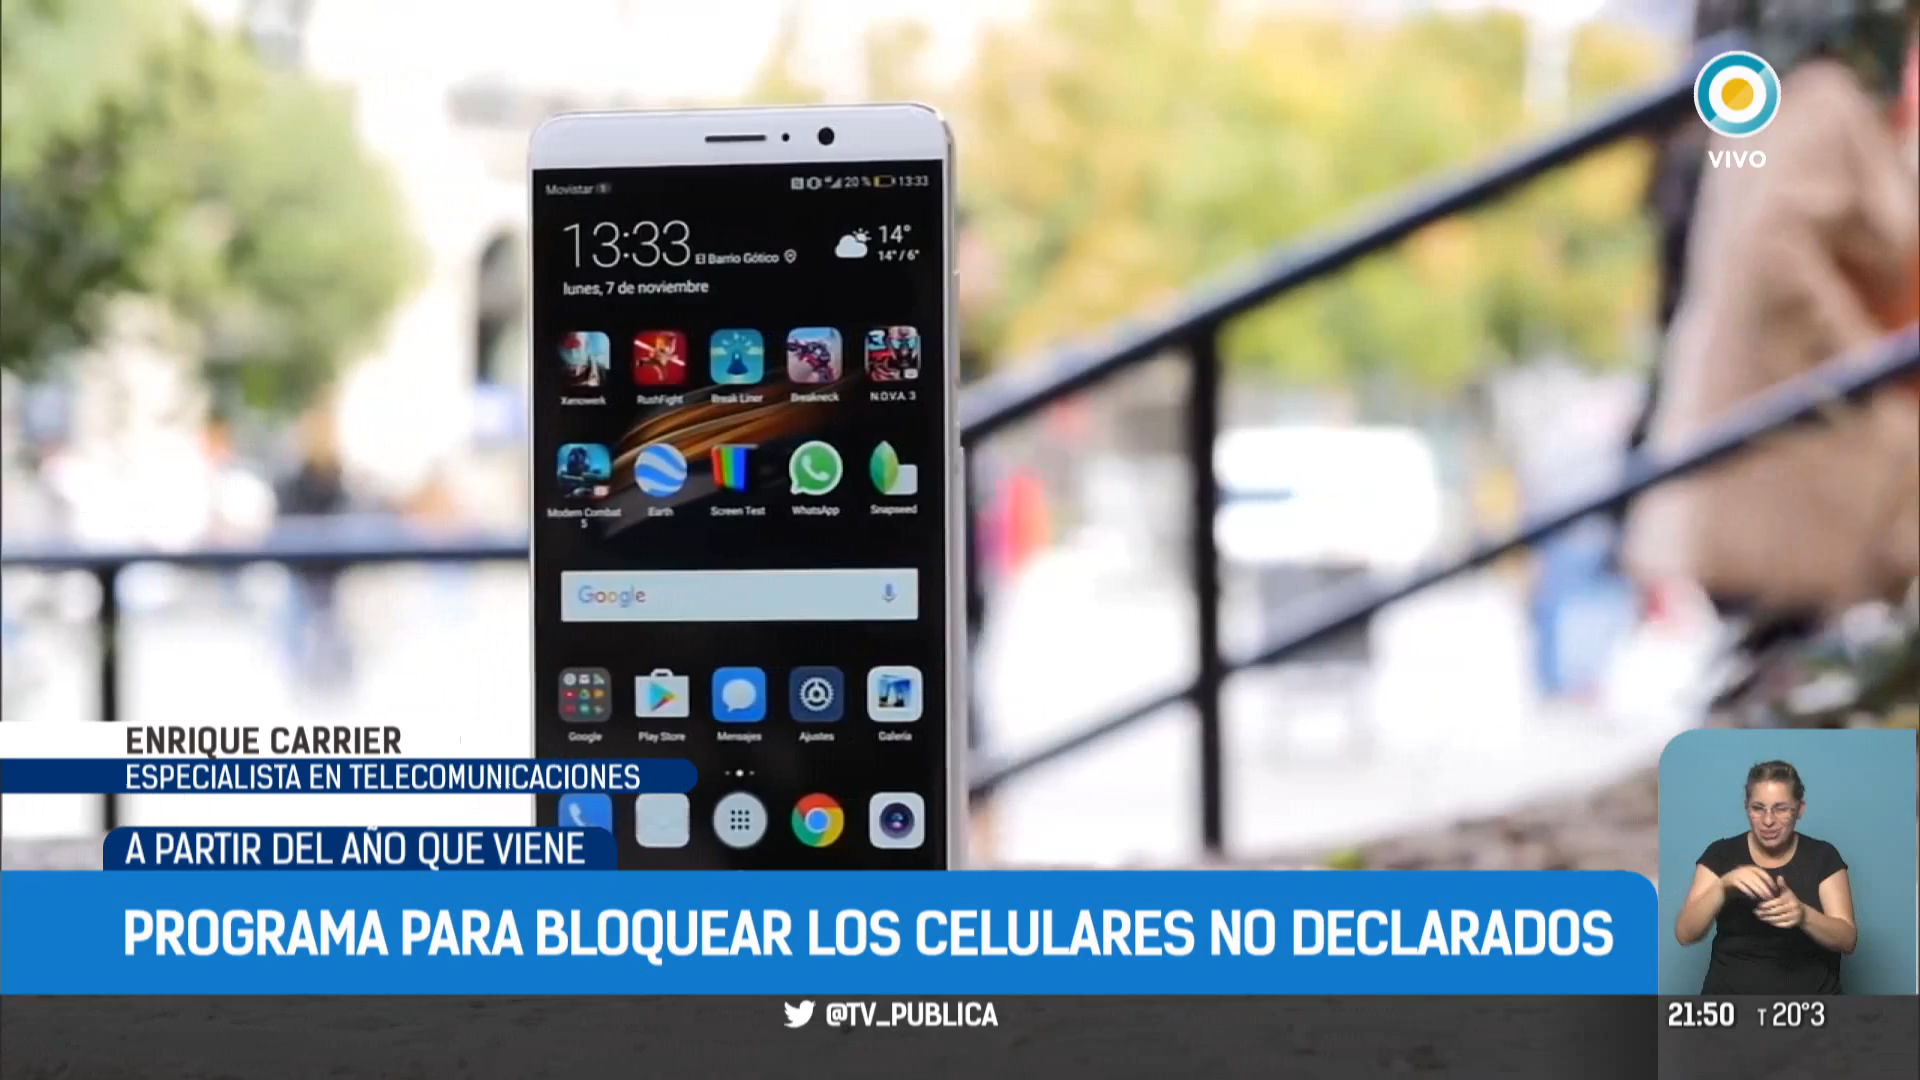 VIVO
Movistar
20 % 13:33
13:33 El Barrio Gótico 14°
14° / 6°
lunes, 7 de noviembre
Xenowerk RushFight Break Liner Breakneck N.O.V.A. 3
Modern Combat 5 Earth Screen Test WhatsApp Snapseed
Google
Google Play Store Mensajes Ajustes Galería
ENRIQUE CARRIER
ESPECIALISTA EN TELECOMUNICACIONES
A PARTIR DEL AÑO QUE VIENE
PROGRAMA PARA BLOQUEAR LOS CELULARES NO DECLARADOS
@TV_PUBLICA
21:50 T 20°3